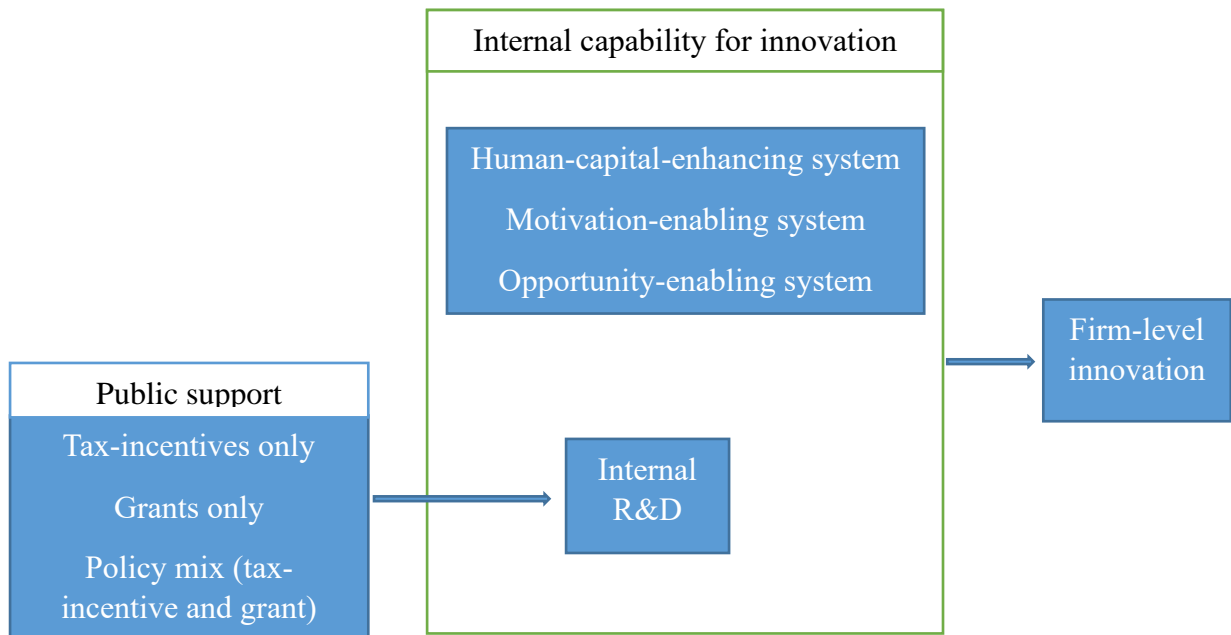 Internal capability for innovation
Human-capital-enhancing system
Motivation-enabling system
Opportunity-enabling system
Firm-level
innovation
Public support
Tax-incentives only
Grants only
Policy mix (tax-
incentive and grant)
Internal
R&D